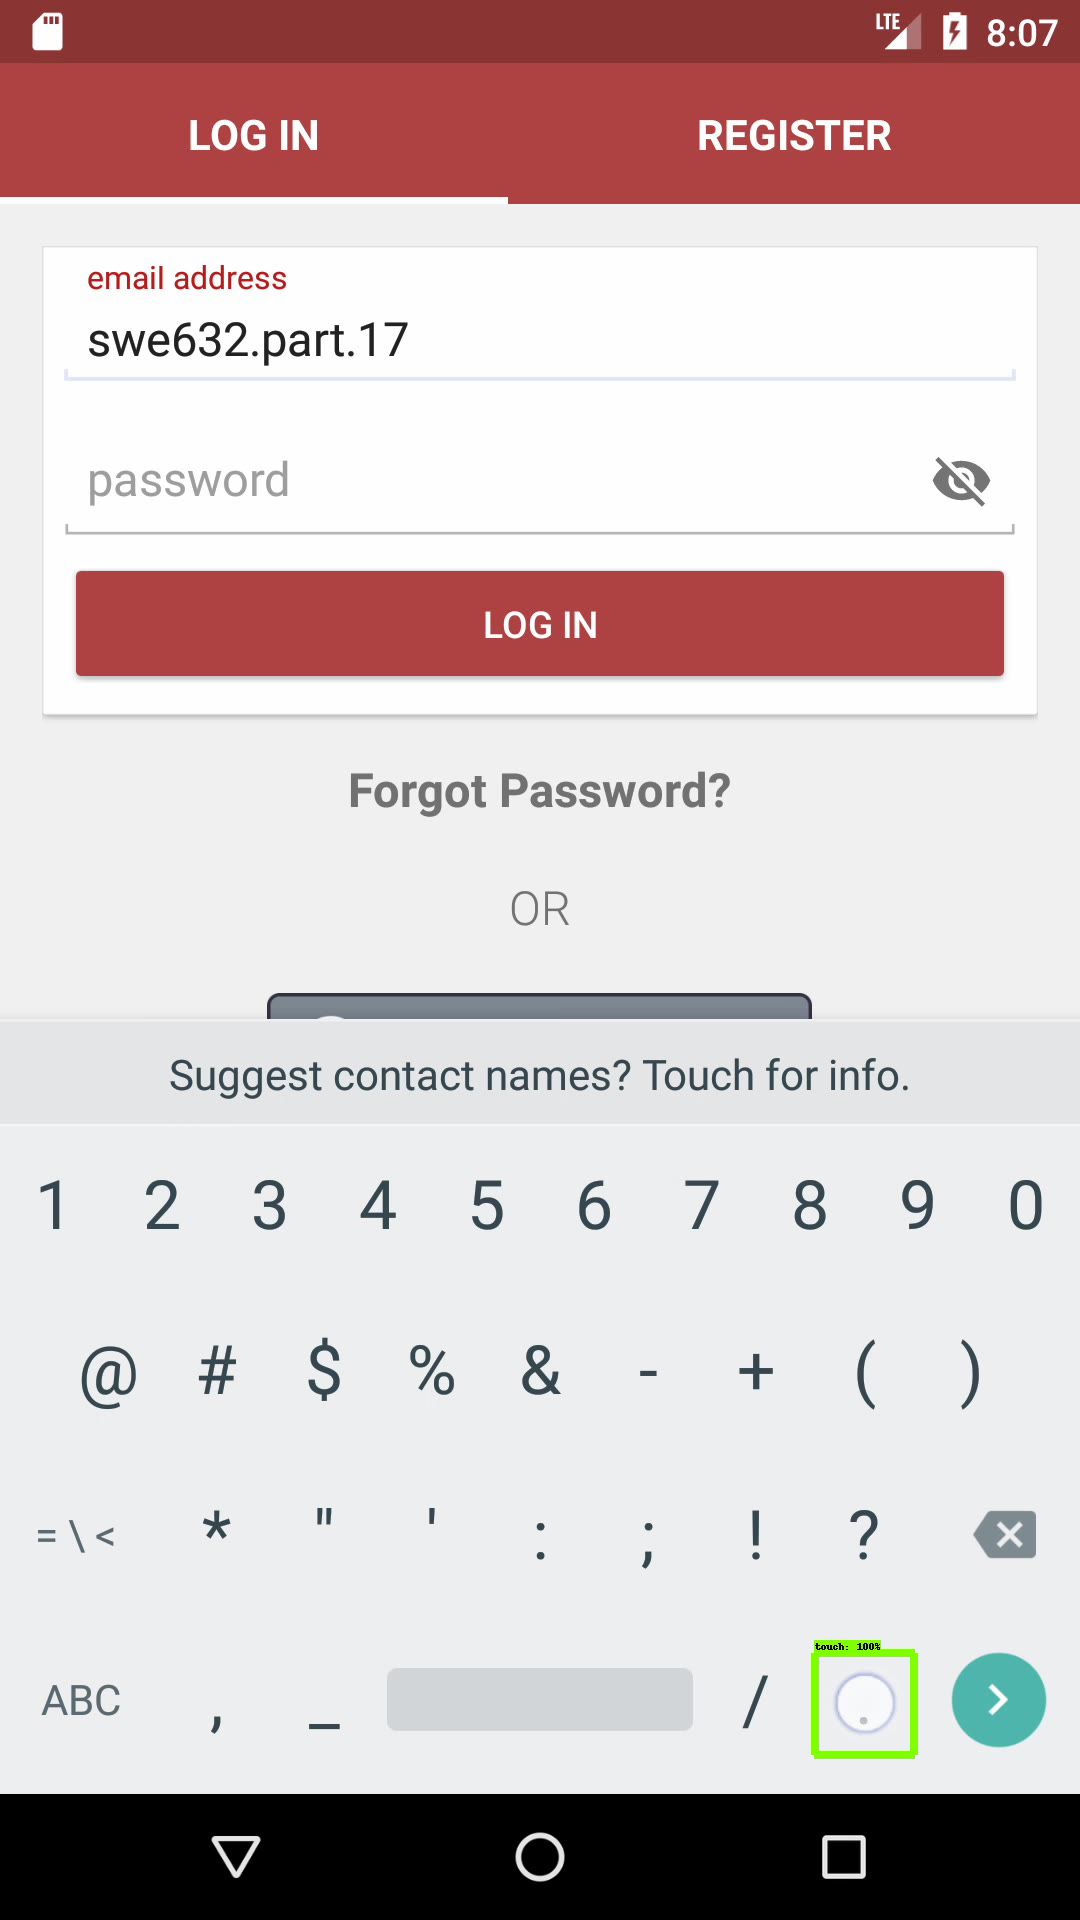 LTE 8:07
LOG IN REGISTER
email address
swe632.part.17
password
LOG IN
Forgot Password?
OR
Suggest contact names? Touch for info.
1 2 3 4 5 6 7 8 9 0
@ # $ % & - + ( )
= \ < * " ' : ; ! ?
touch: 100%
ABC , _ / .